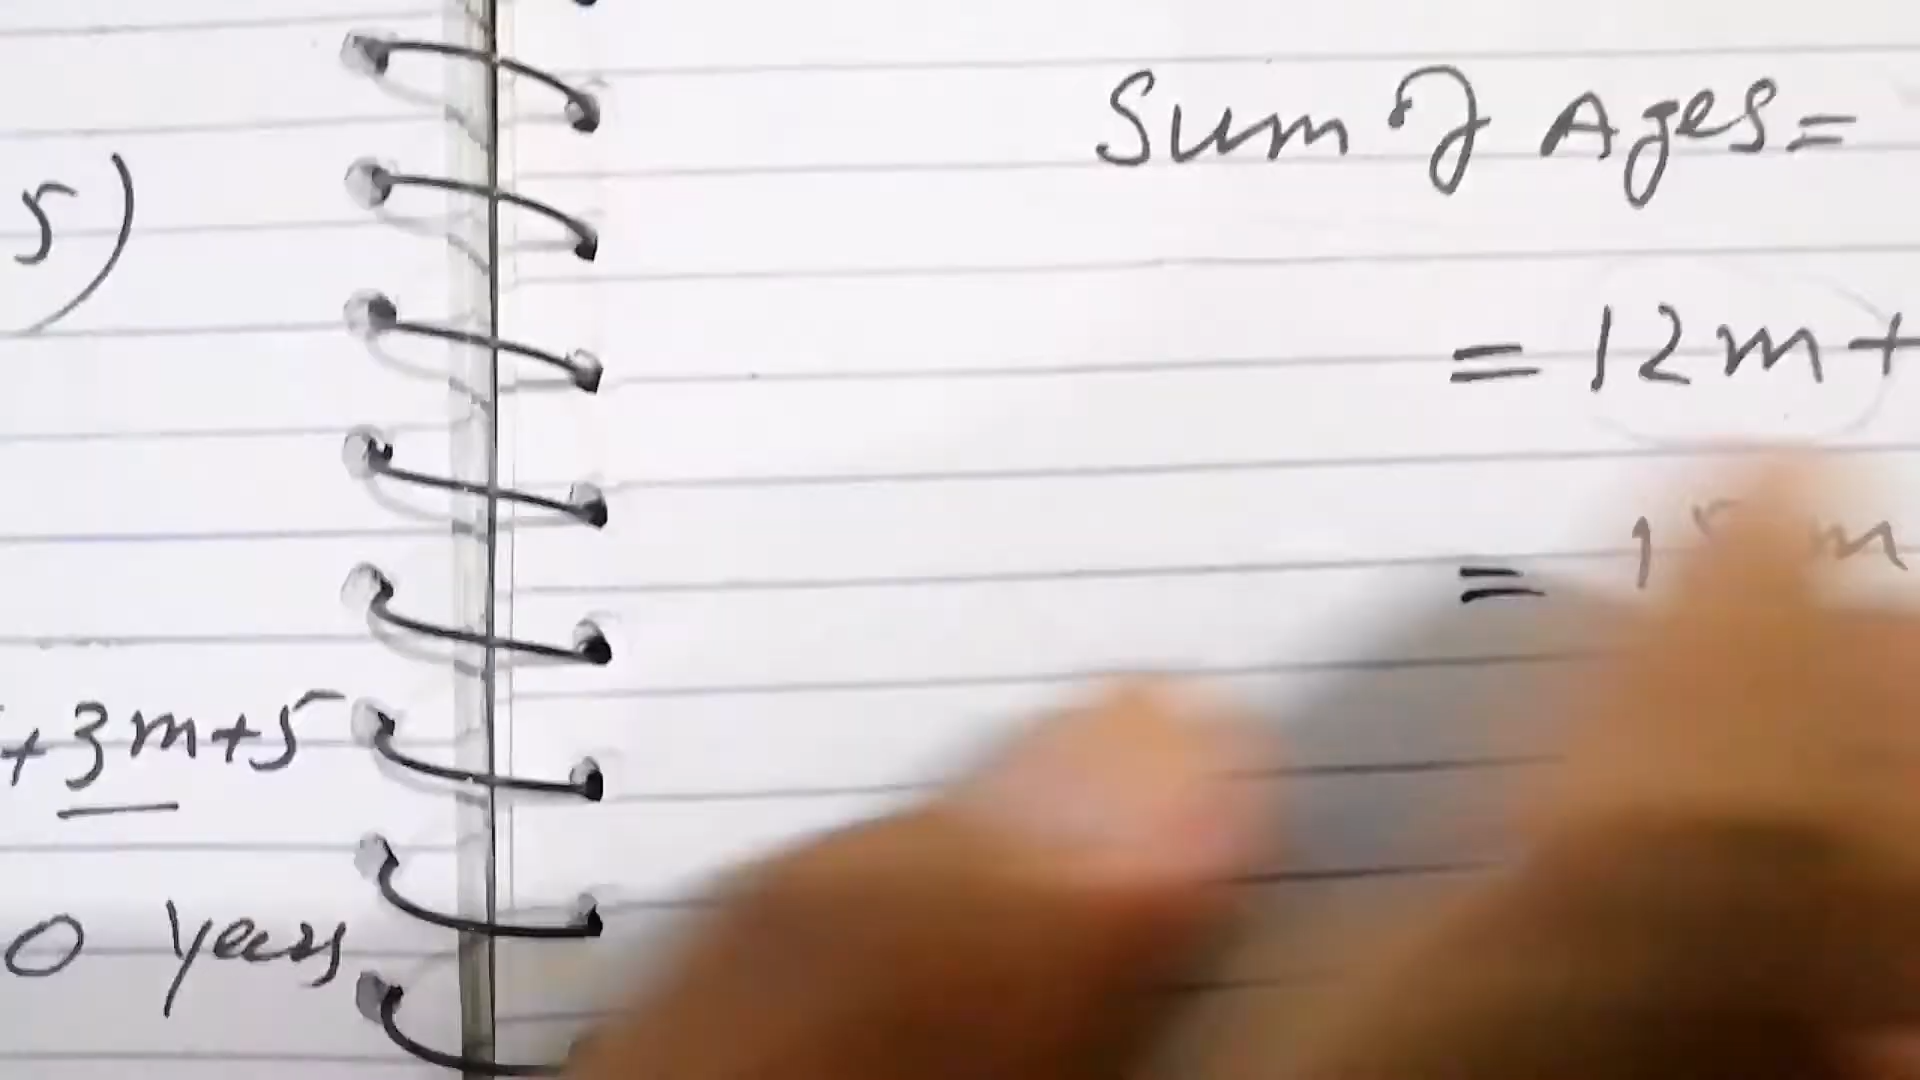 5)
+3m+5
0 years
Sum of Ages=
= 12m+
=